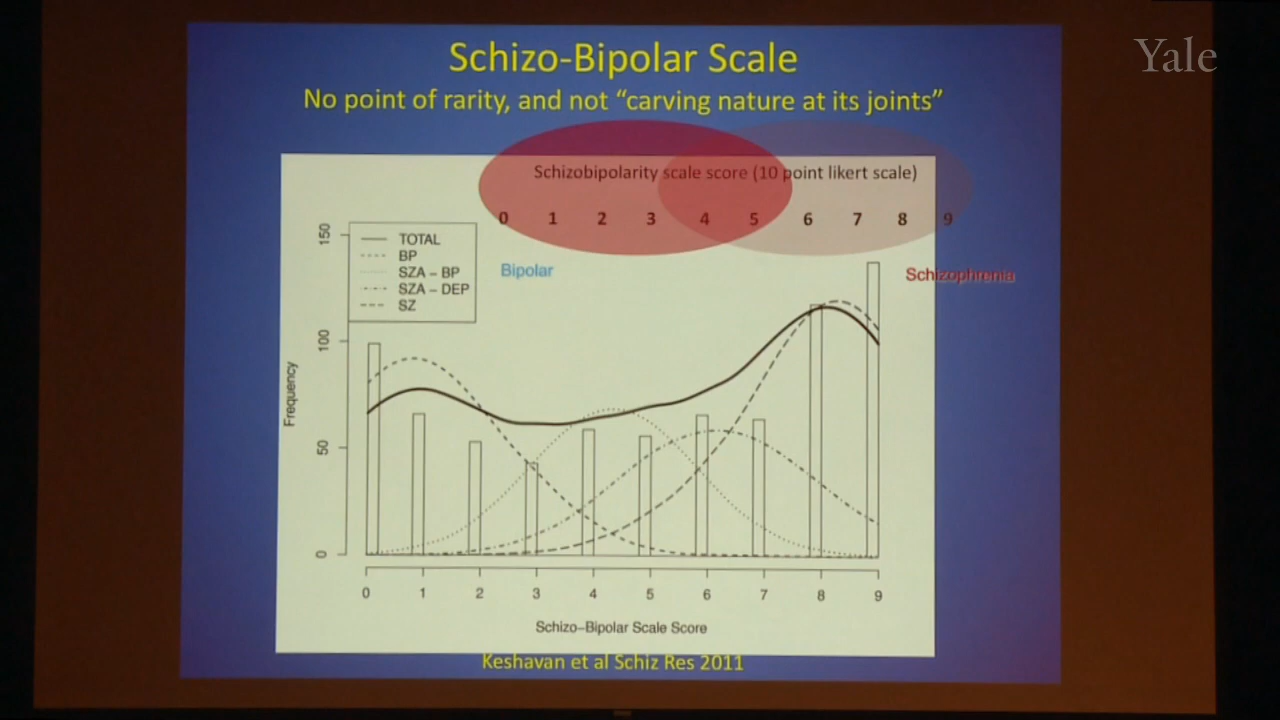 Yale
Schizo-Bipolar Scale
No point of rarity, and not “carving nature at its joints”
Schizobipolarity scale score (10 point likert scale)
0 1 2 3 4 5 6 7 8 9
Bipolar
Schizophrenia
TOTAL
BP
SZA – BP
SZA – DEP
SZ
150
100
50
0
Frequency
0 1 2 3 4 5 6 7 8 9
Schizo–Bipolar Scale Score
Keshavan et al Schiz Res 2011